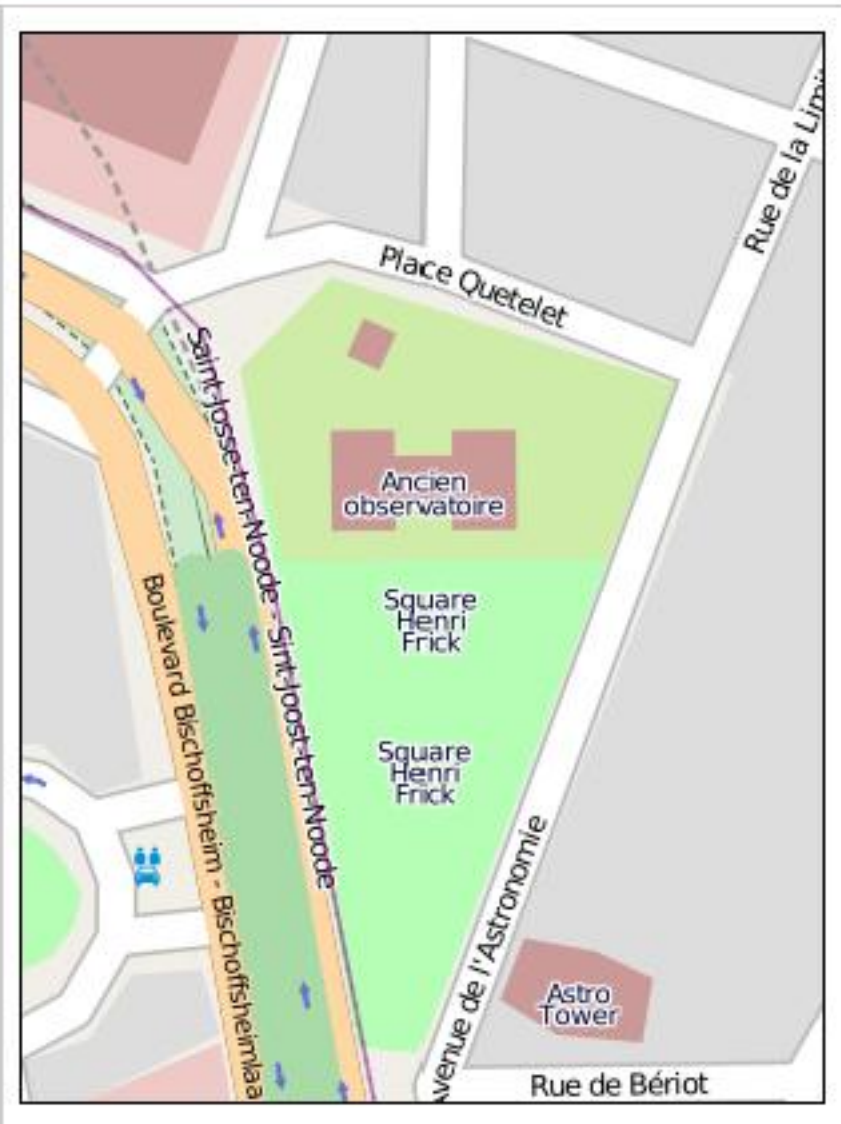 Rue de la Limi
Place Quetelet
Saint-Josse-ten-Noode - Sint-Joost-ten-Noode
Ancien
observatoire
Square
Henri
Frick
Boulevard Bischoffsheim - Bischoffsheimlaa
Square
Henri
Frick
Avenue de l'Astronomie
Astro
Tower
Rue de Bériot